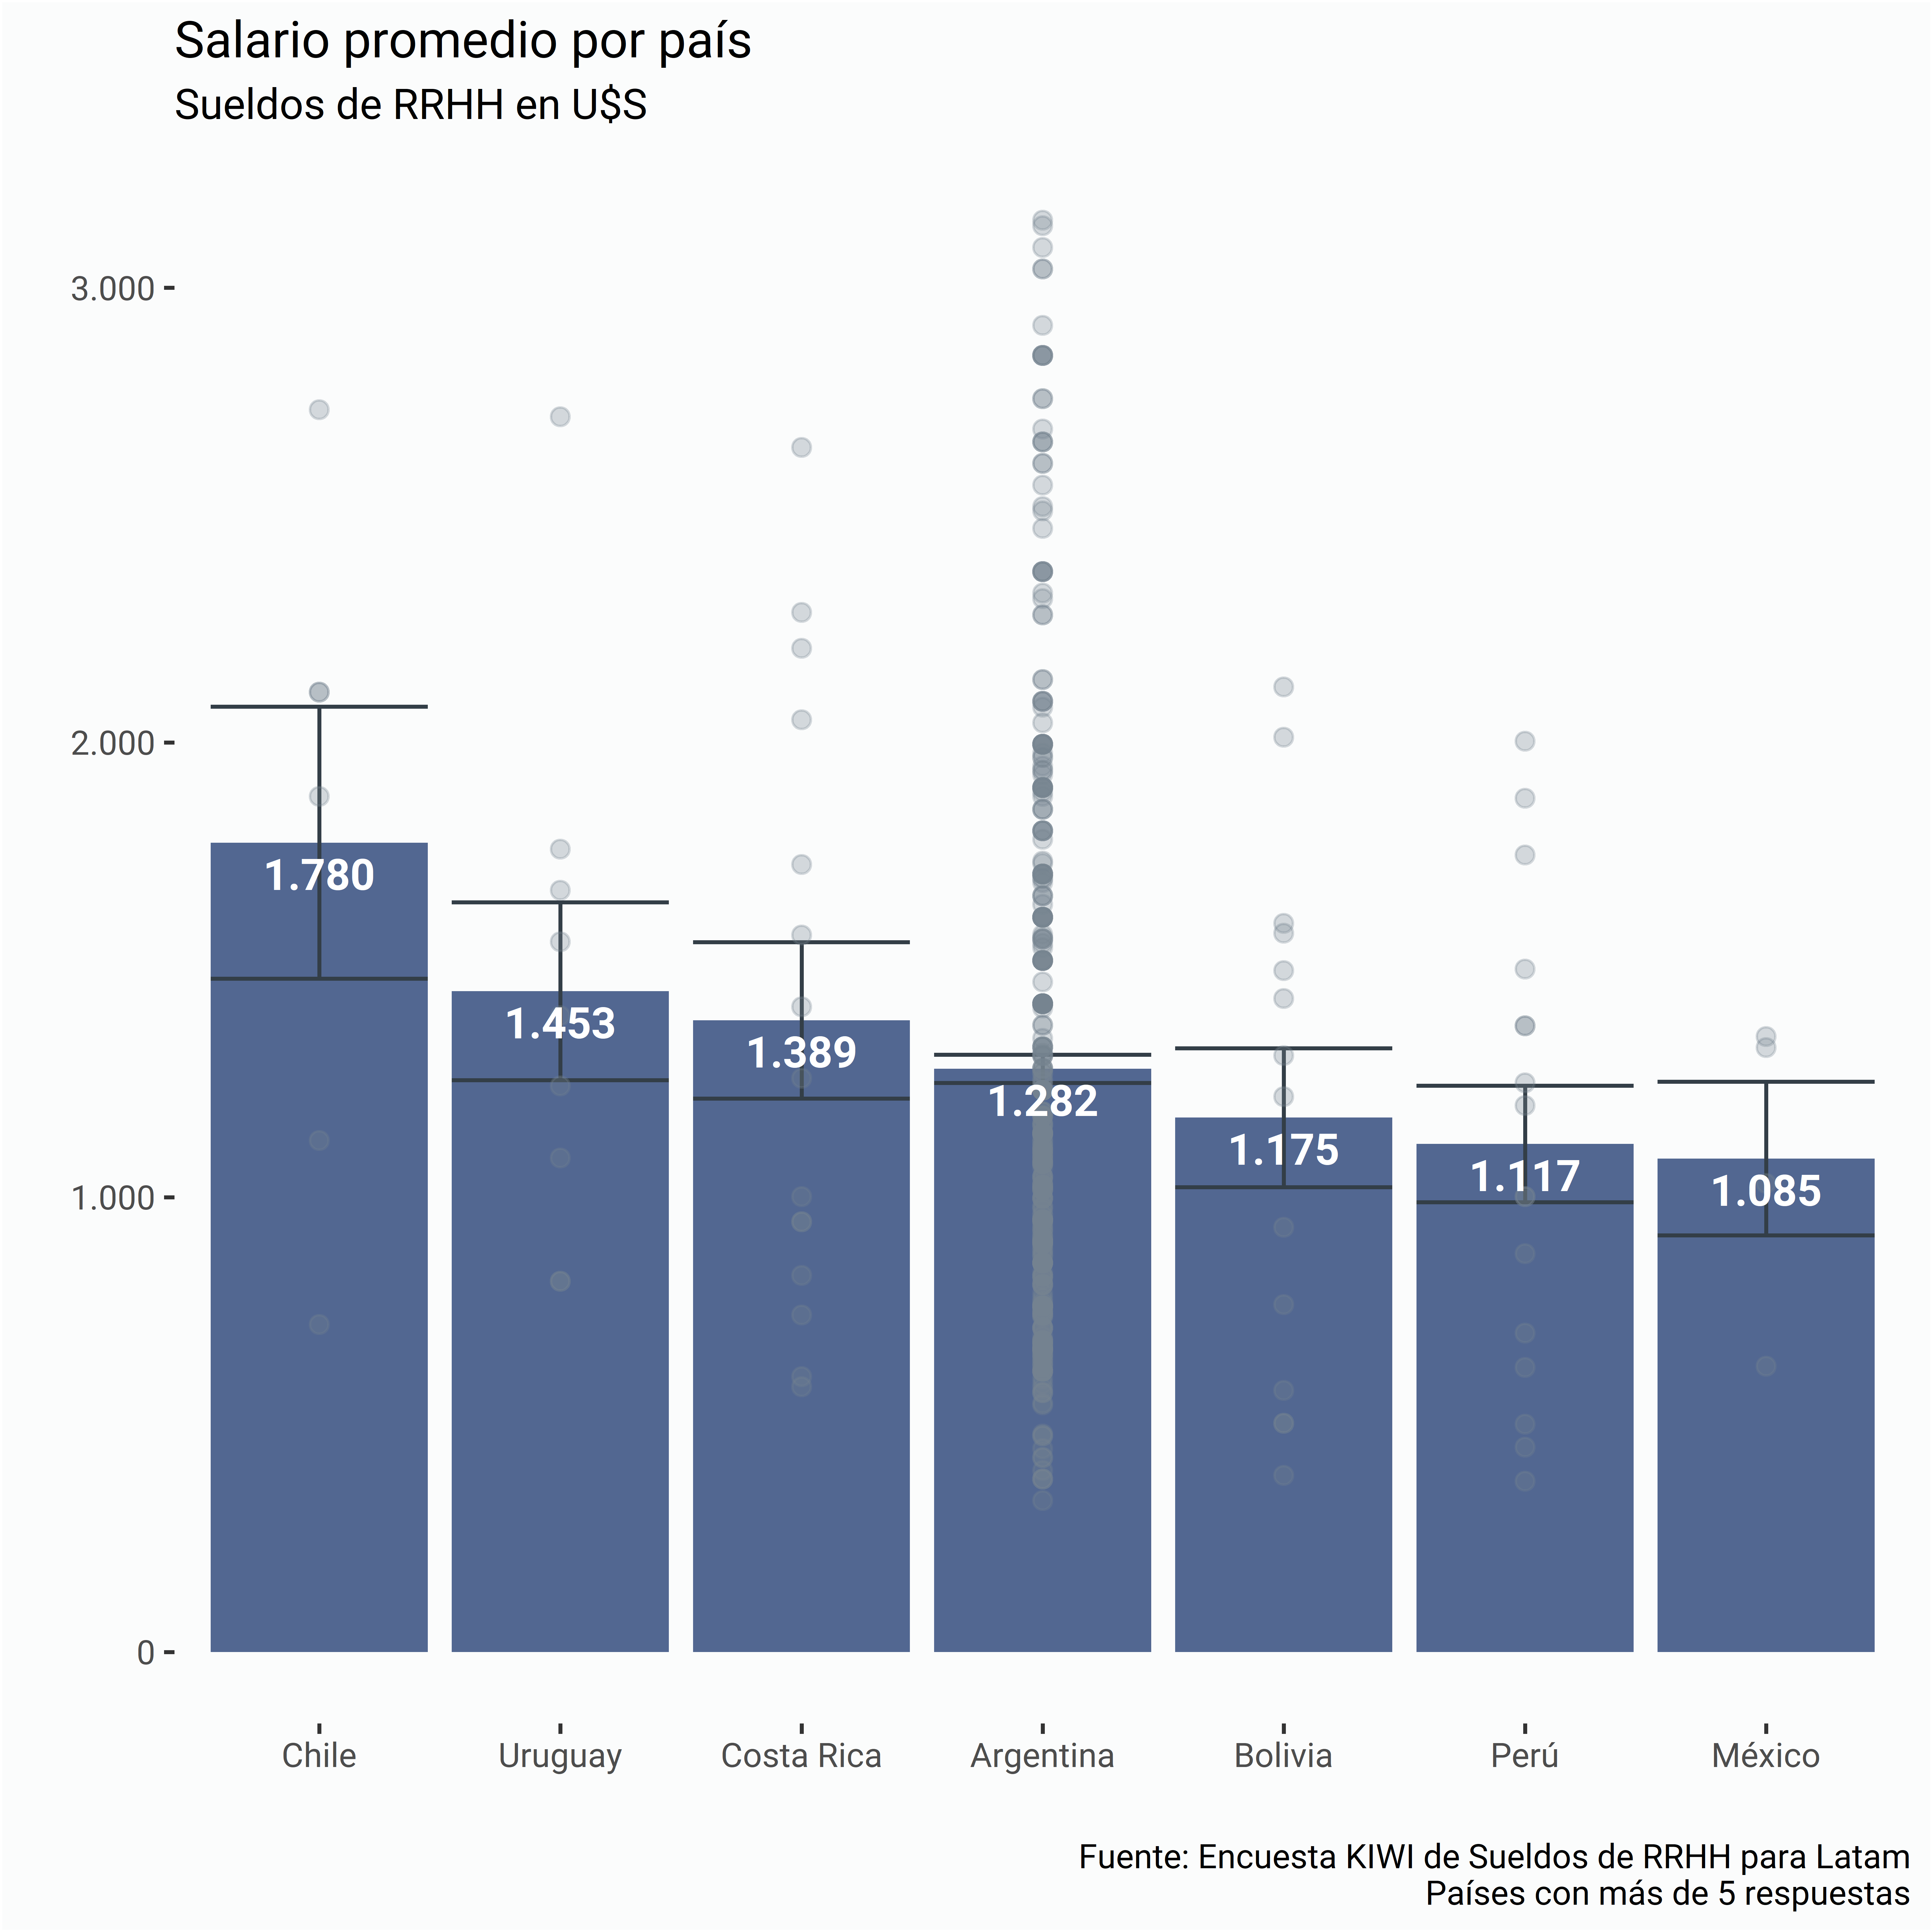 Salario promedio por país
Sueldos de RRHH en U$S
3.000
2.000
1.000
0
1.780
1.453
1.389
1.282
1.175
1.117
1.085
Chile
Uruguay
Costa Rica
Argentina
Bolivia
Perú
México
Fuente: Encuesta KIWI de Sueldos de RRHH para Latam
Países con más de 5 respuestas